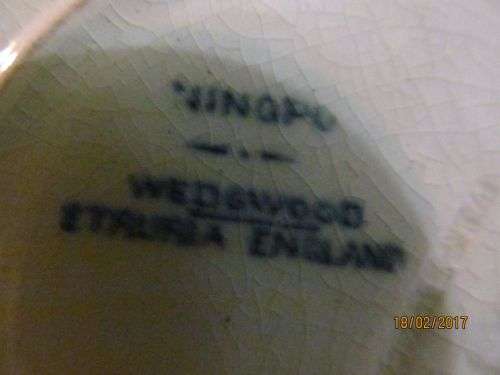 NINGPO
WEDGWOOD
ETRURIA ENGLAND
18/02/2017